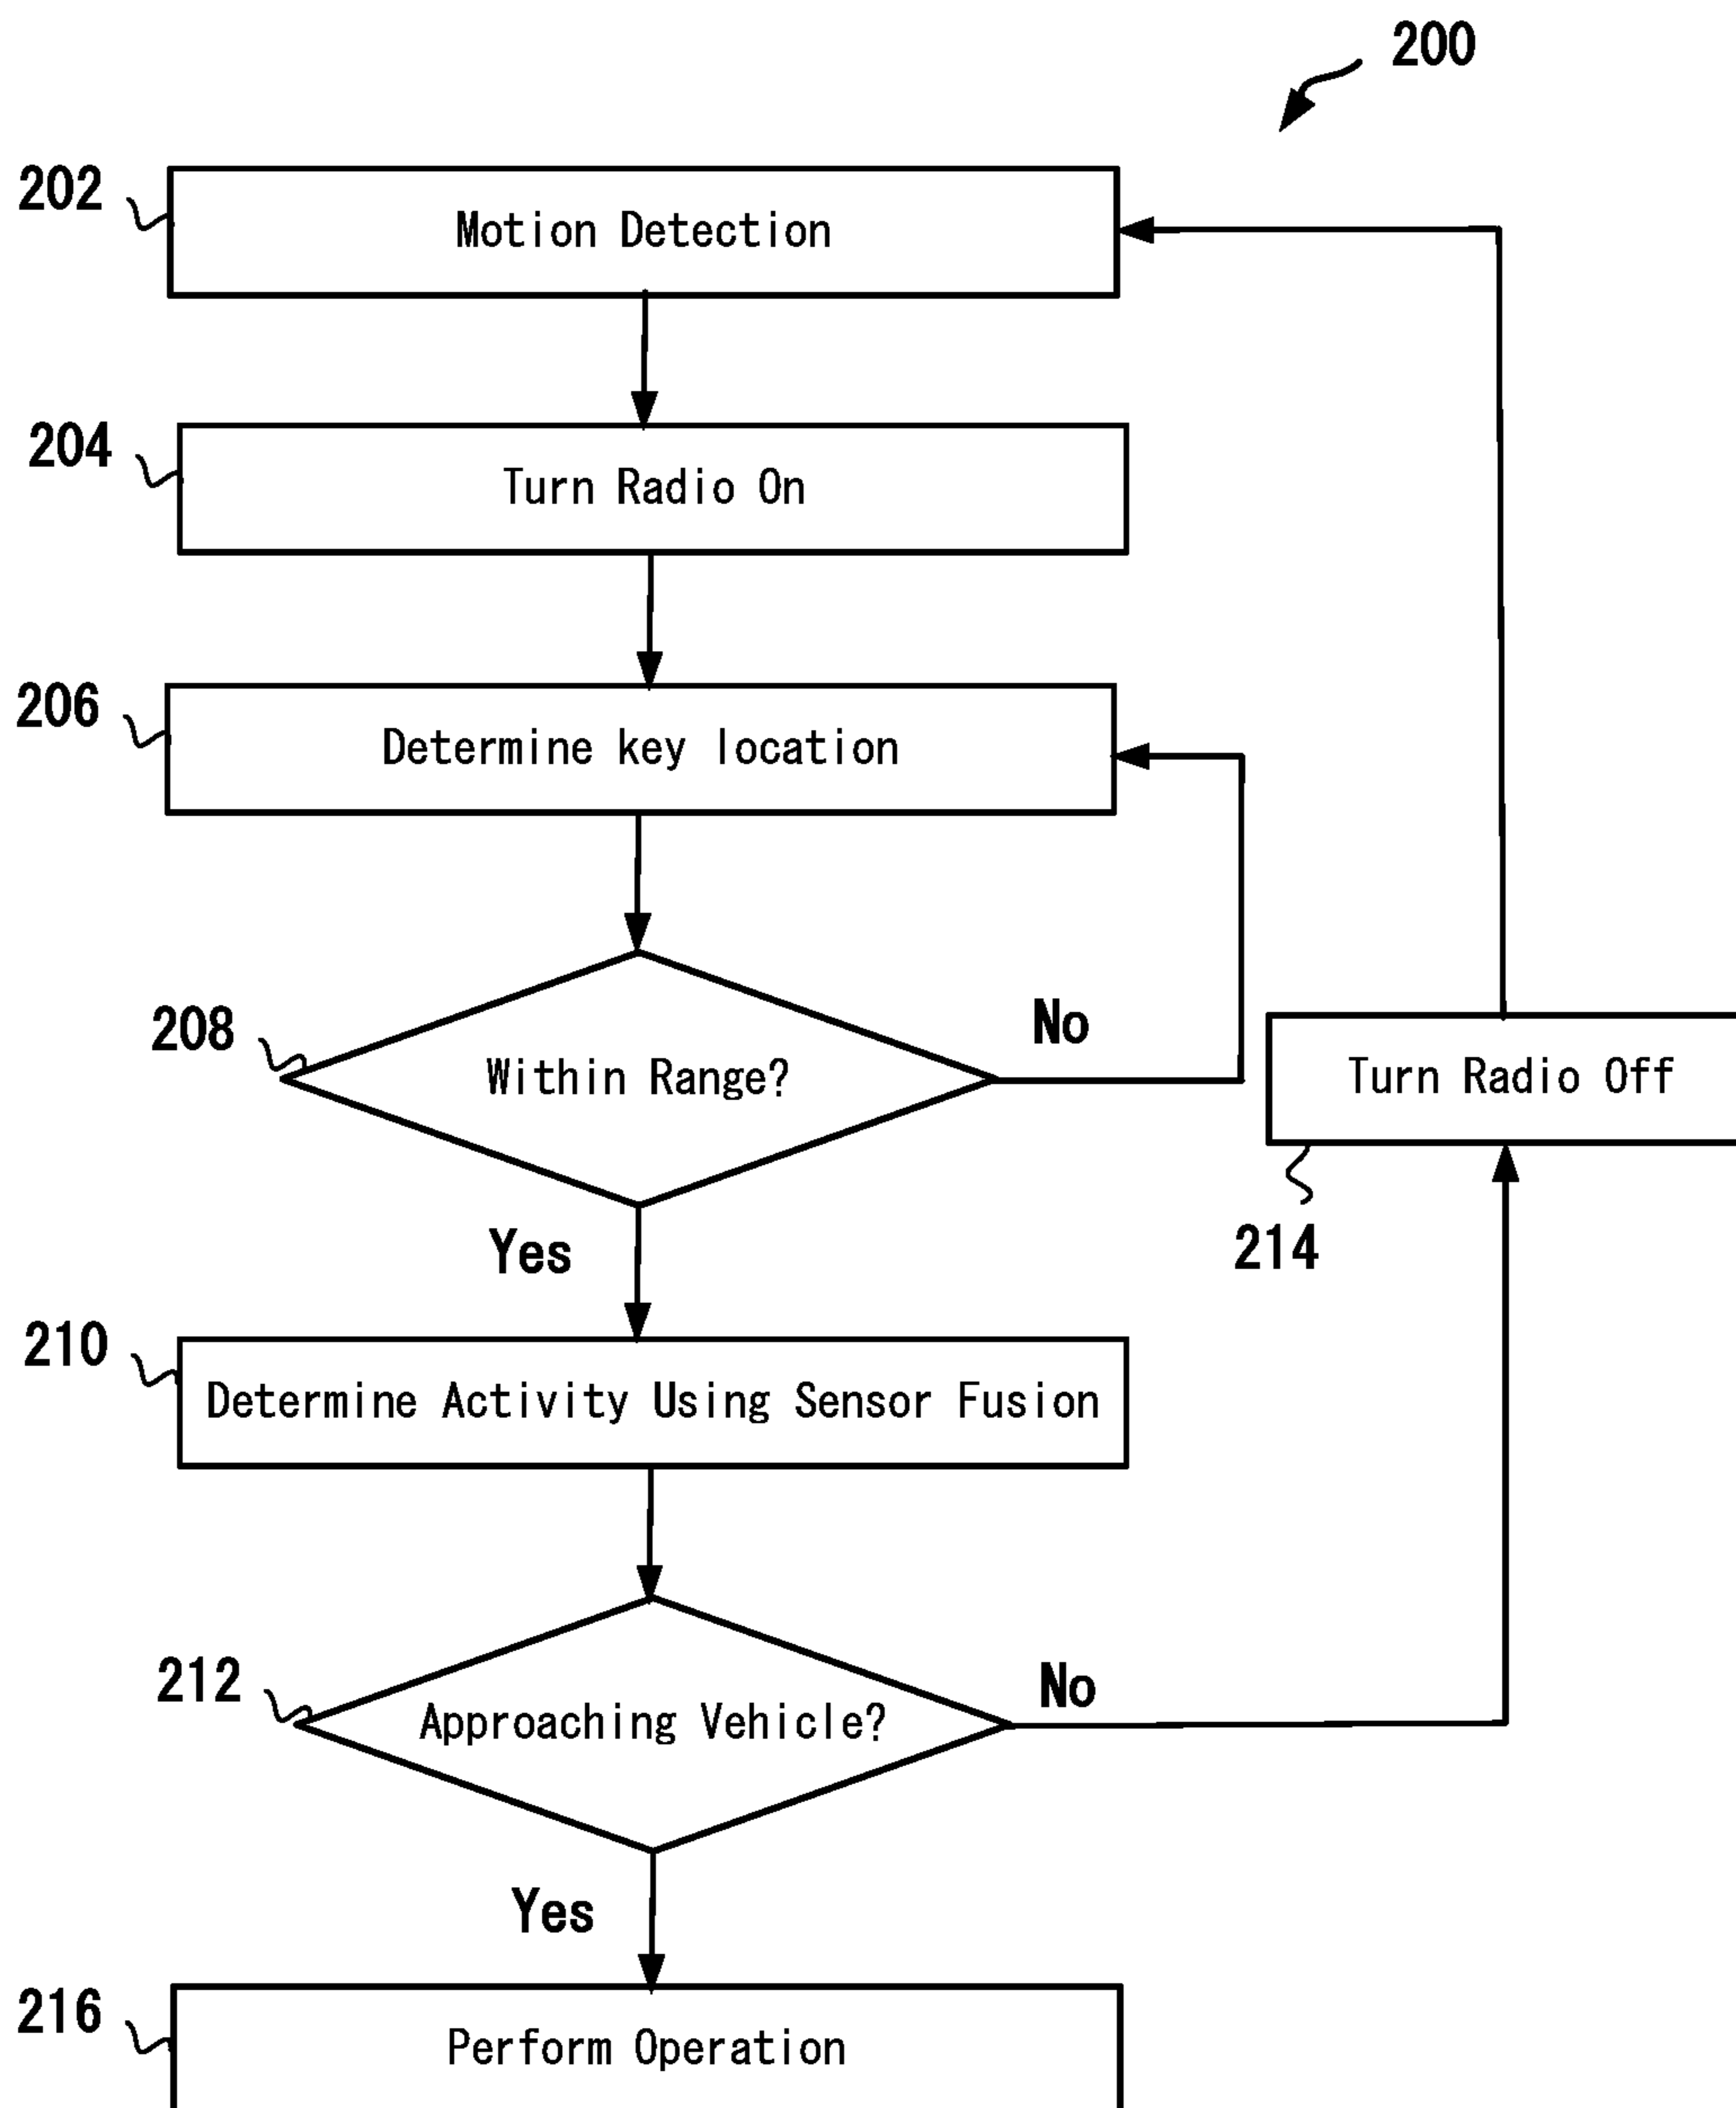 200
202
Motion Detection
204
Turn Radio On
206
Determine key location
208
Within Range?
No
Turn Radio Off
214
Yes
210
Determine Activity Using Sensor Fusion
212
Approaching Vehicle?
No
Yes
216
Perform Operation